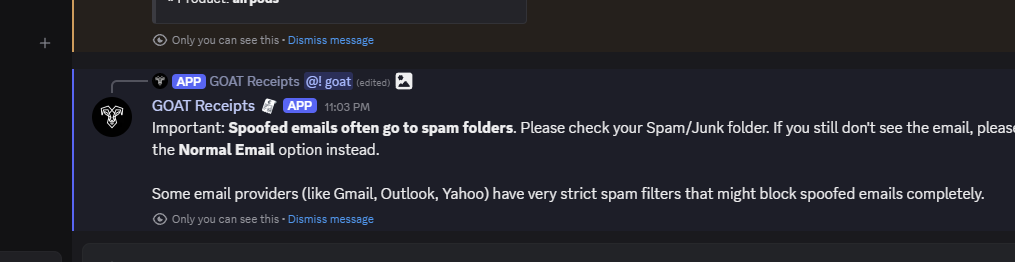 Product: airpods
Only you can see this • Dismiss message
APP GOAT Receipts @! goat (edited)
GOAT Receipts APP 11:03 PM
Important: Spoofed emails often go to spam folders. Please check your Spam/Junk folder. If you still don't see the email,
the Normal Email option instead.
Some email providers (like Gmail, Outlook, Yahoo) have very strict spam filters that might block spoofed emails completely.
Only you can see this • Dismiss message